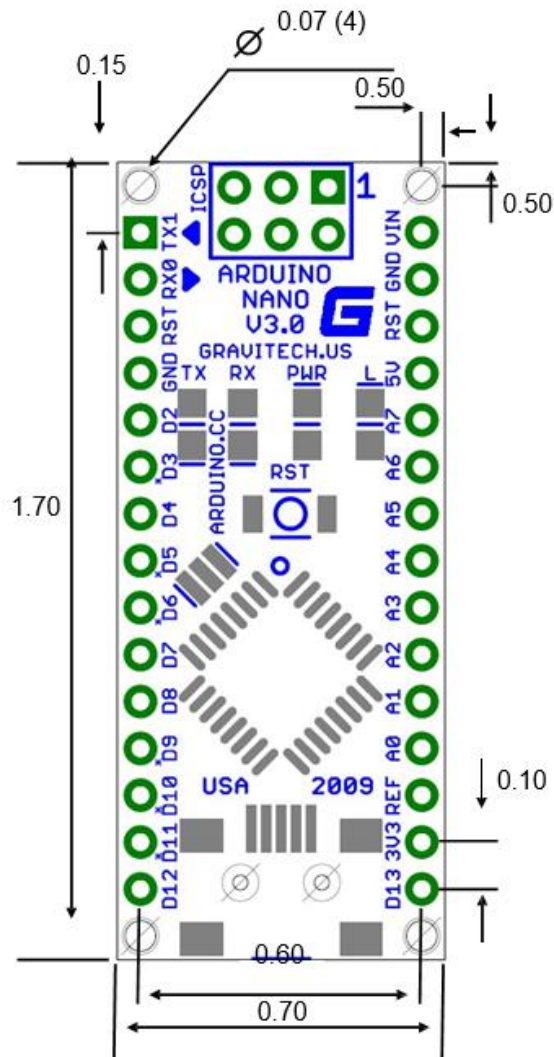 0.07 (4)
0.15
0.50
0.50
ICSP
1
TX1
VIN
RX0
GND
ARDUINO
NANO
V3.0
G
RST
RST
GRAVITECH.US
GND
TX
RX
PWR
L
5V
D2
A7
ARDUINO.CC
D3
RST
A6
1.70
D4
A5
D5
A4
D6
A3
D7
A2
D8
A1
D9
A0
USA
2009
D10
REF
0.10
D11
3V3
D12
D13
0.60
0.70